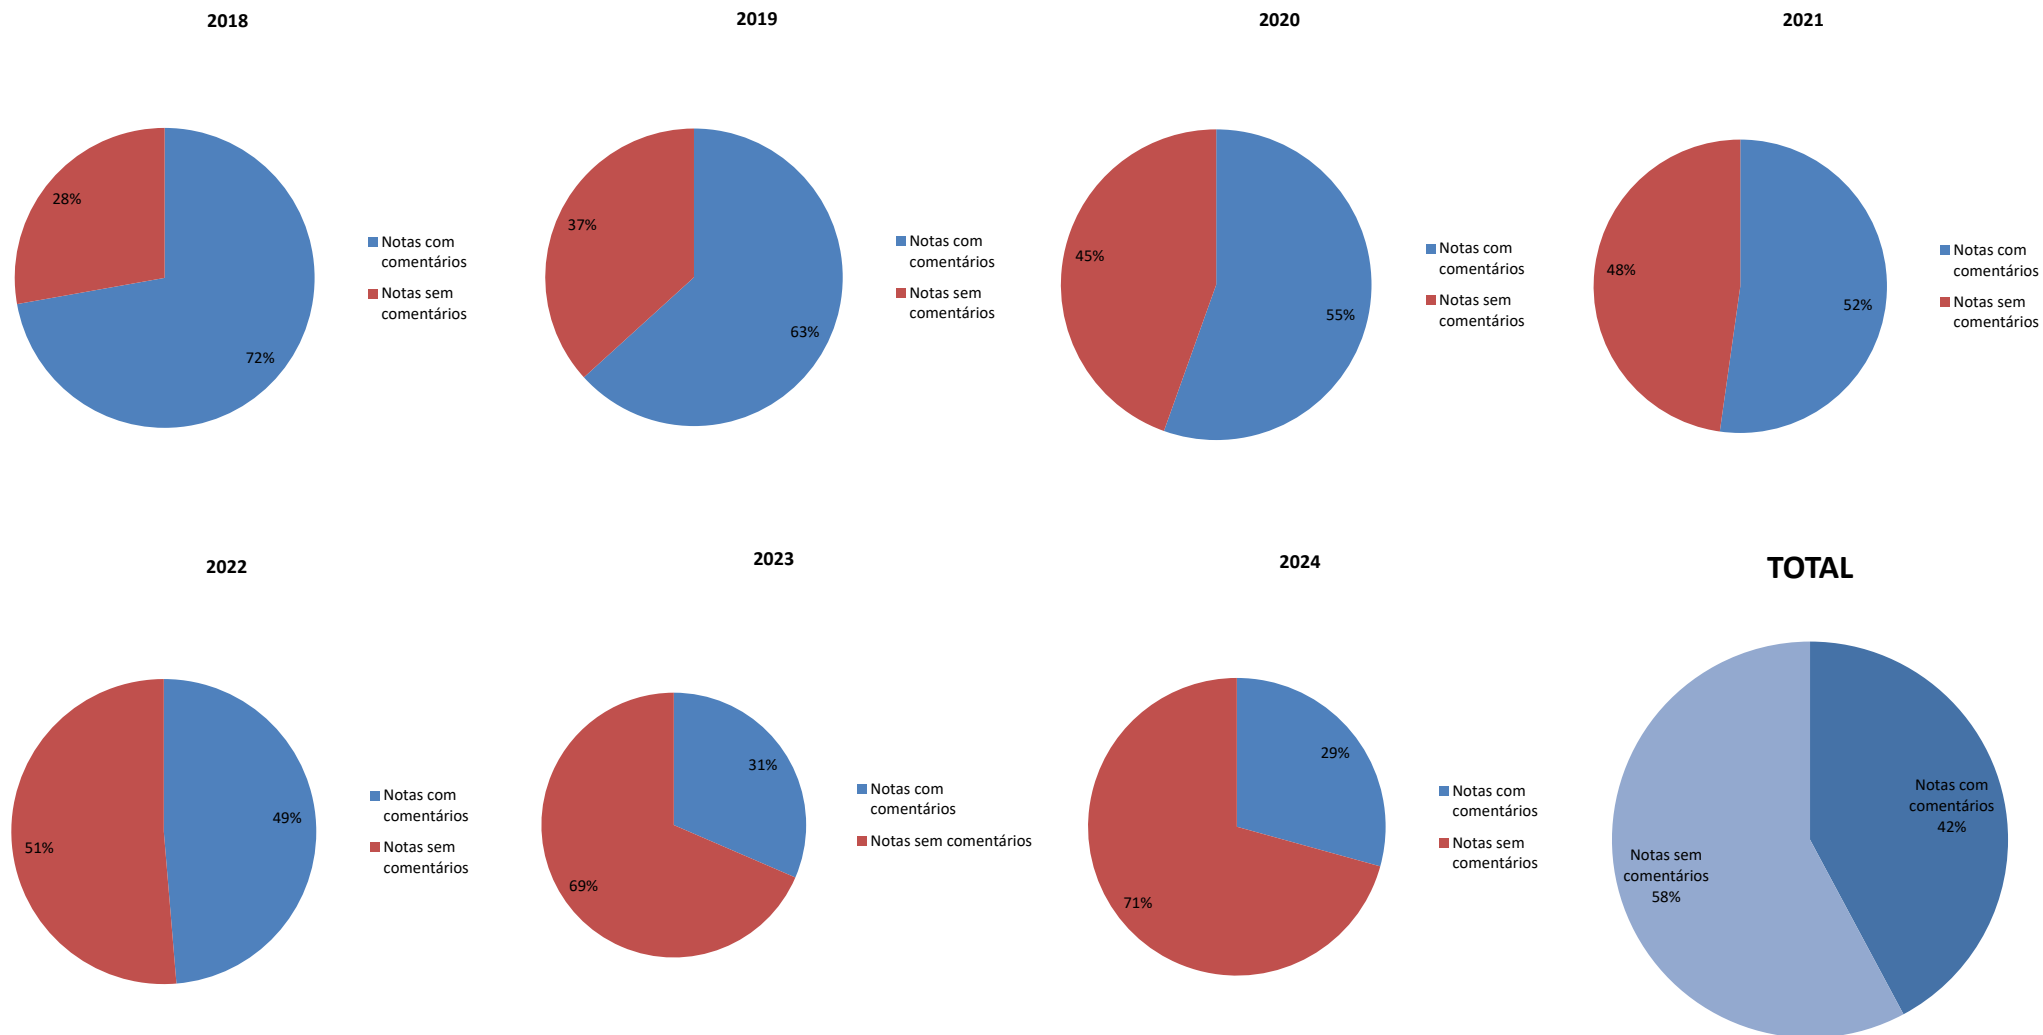 2018
28%
72%
Notas com
comentários
Notas sem
comentários
2019
37%
63%
Notas com
comentários
Notas sem
comentários
2020
45%
55%
Notas com
comentários
Notas sem
comentários
2021
48%
52%
Notas com
comentários
Notas sem
comentários
2022
51%
49%
Notas com
comentários
Notas sem
comentários
2023
31%
69%
Notas com
comentários
Notas sem comentários
2024
29%
71%
Notas com
comentários
Notas sem
comentários
TOTAL
Notas com
comentários
42%
Notas sem
comentários
58%